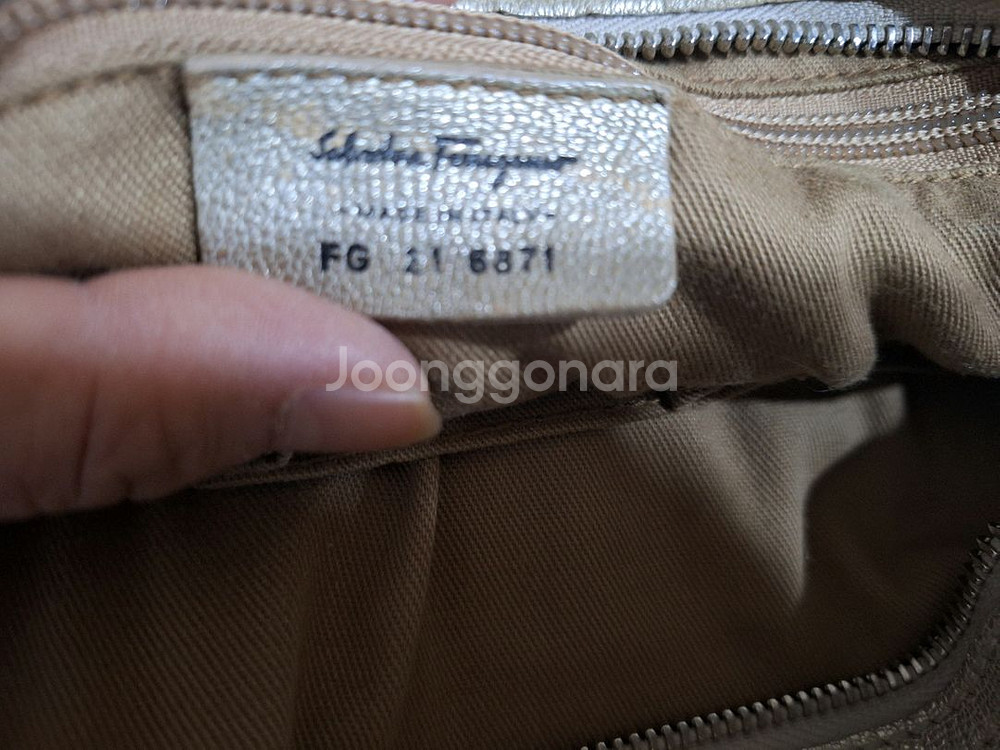 Salvatore Ferragamo
- MADE IN ITALY -
FG 21 6871
Joonggonara